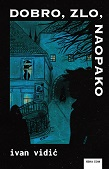 DOBRO, ZLO,
NAOPAKO
ivan vidić